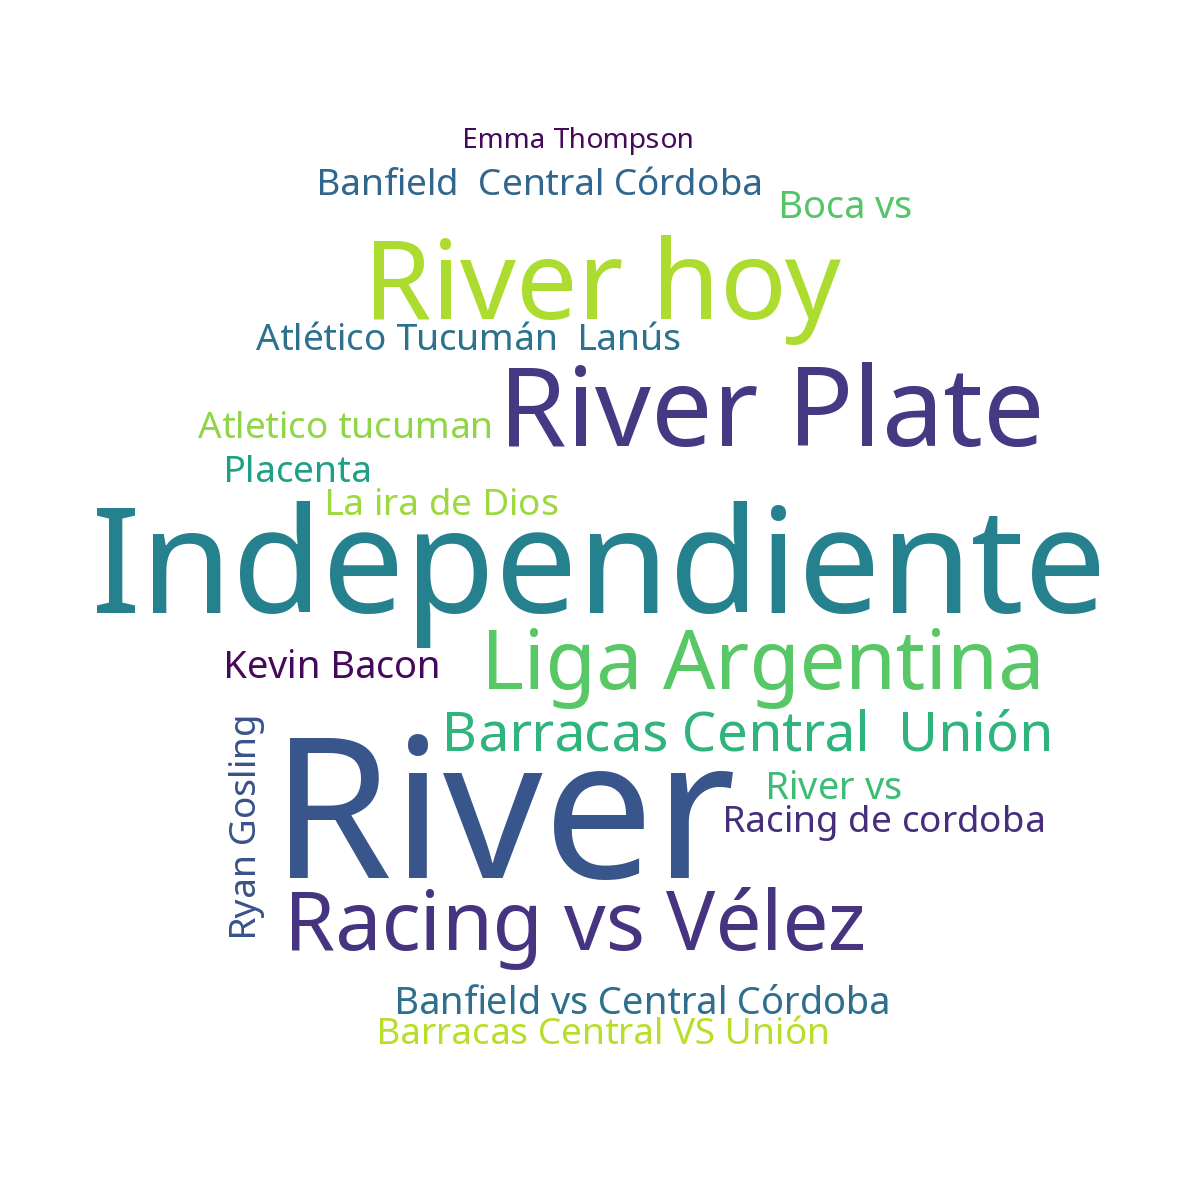 Emma Thompson
Banfield  Central Córdoba
Boca vs
River hoy
Atlético Tucumán  Lanús
River Plate
Atletico tucuman
Placenta
La ira de Dios
Independiente
Liga Argentina
Kevin Bacon
Barracas Central  Unión
Ryan Gosling
River
River vs
Racing de cordoba
Racing vs Vélez
Banfield vs Central Córdoba
Barracas Central VS Unión